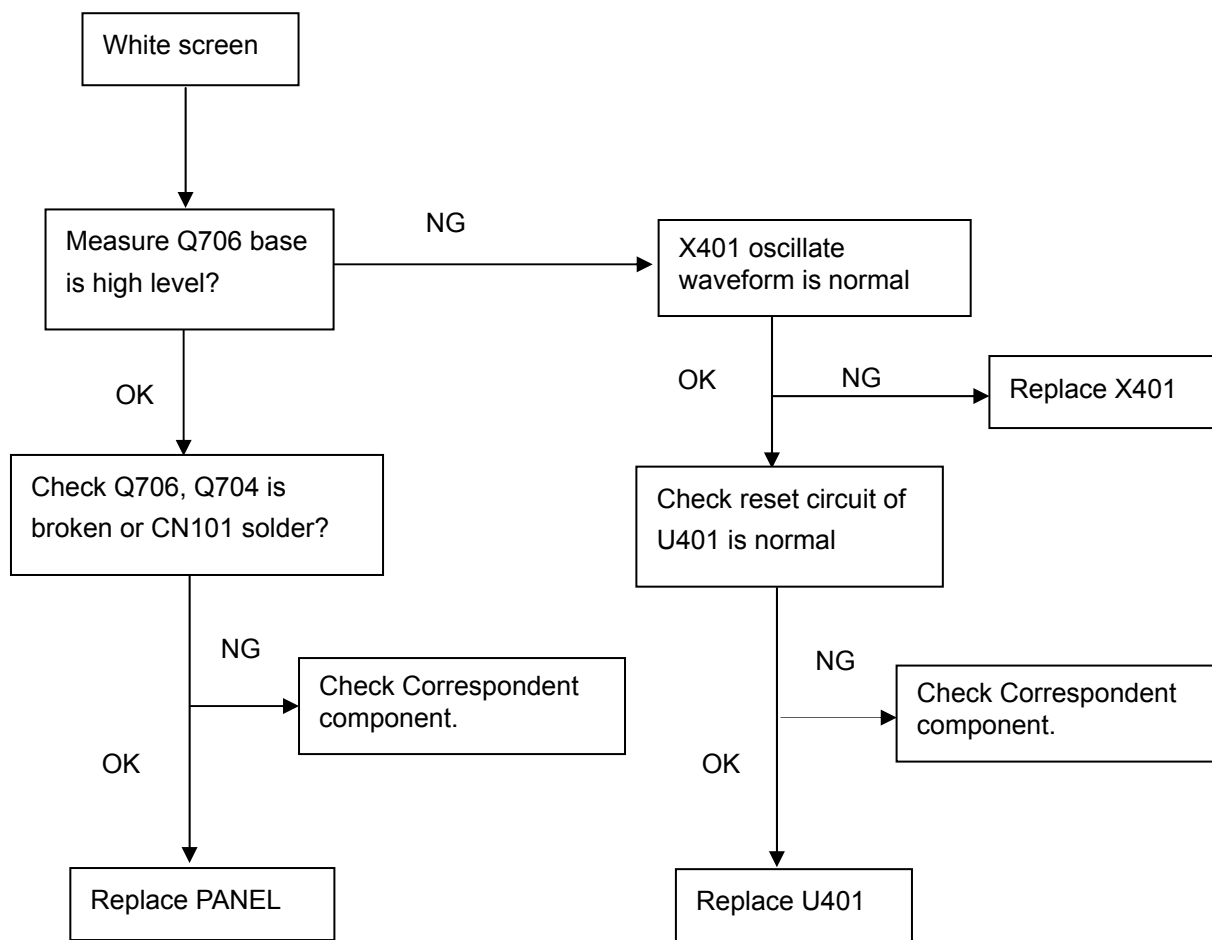 White screen
Measure Q706 base
is high level?
NG
X401 oscillate
waveform is normal
OK
OK
NG
Replace X401
Check Q706, Q704 is
broken or CN101 solder?
Check reset circuit of
U401 is normal
NG
Check Correspondent
component.
NG
Check Correspondent
component.
OK
OK
Replace PANEL
Replace U401